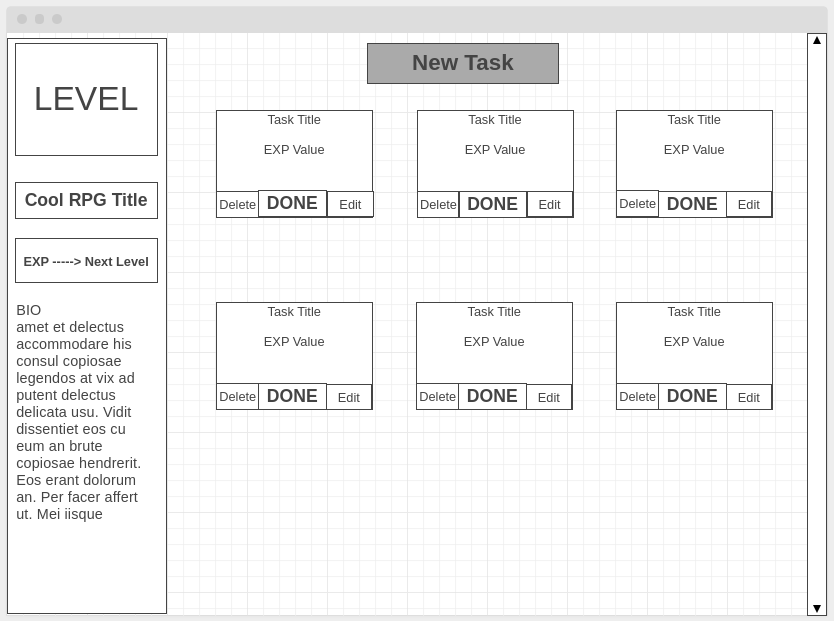 LEVEL
Cool RPG Title
EXP -----> Next Level
BIO
amet et delectus
accommodare his
consul copiosae
legendos at vix ad
putent delectus
delicata usu. Vidit
dissentiet eos cu
eum an brute
copiosae hendrerit.
Eos erant dolorum
an. Per facer affert
ut. Mei iisque
New Task
Task Title
EXP Value
Delete DONE Edit
Task Title
EXP Value
Delete DONE Edit
Task Title
EXP Value
Delete DONE Edit
Task Title
EXP Value
Delete DONE Edit
Task Title
EXP Value
Delete DONE Edit
Task Title
EXP Value
Delete DONE Edit